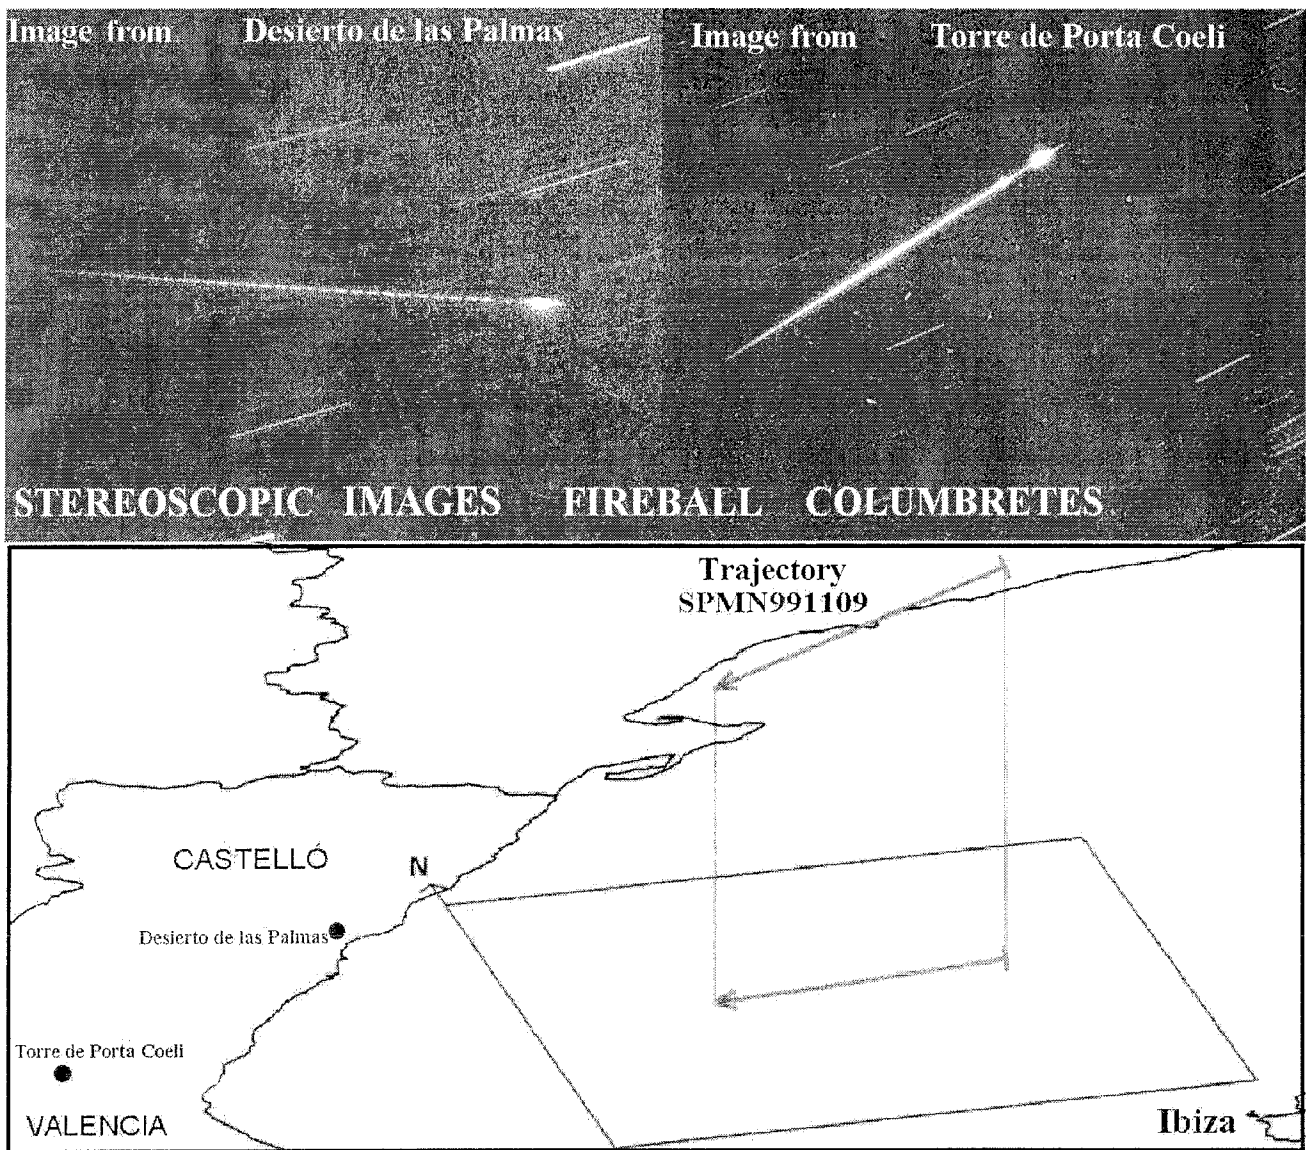 Image from Desierto de las Palmas
Image from Torre de Porta Coeli
STEREOSCOPIC IMAGES FIREBALL COLUMBRETES
Trajectory
SPMN991109
CASTELLÓ
N
Desierto de las Palmas
Torre de Porta Coeli
VALENCIA
Ibiza